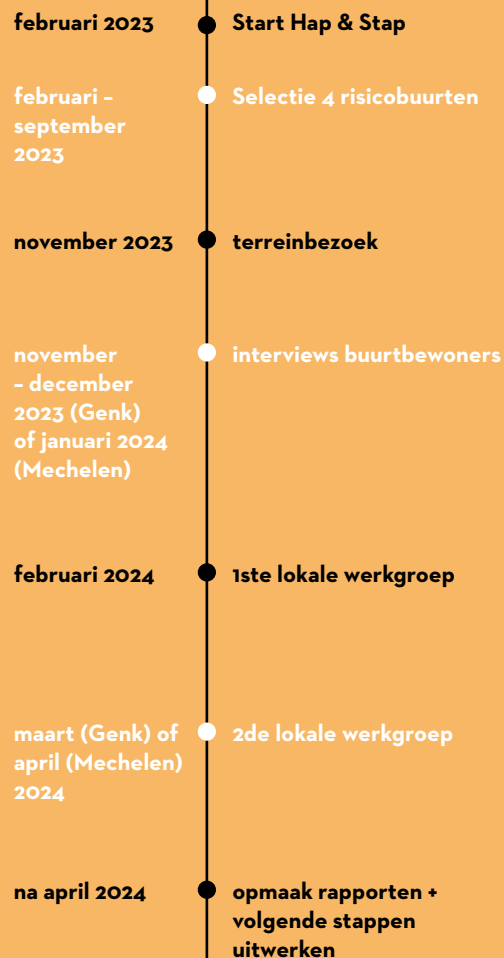 februari 2023
Start Hap & Stap
februari –
september
2023
Selectie 4 risicobuurten
november 2023
terreinbezoek
november
– december
2023 (Genk)
of januari 2024
(Mechelen)
interviews buurtbewoners
februari 2024
1ste lokale werkgroep
maart (Genk) of
april (Mechelen)
2024
2de lokale werkgroep
na april 2024
opmaak rapporten +
volgende stappen
uitwerken